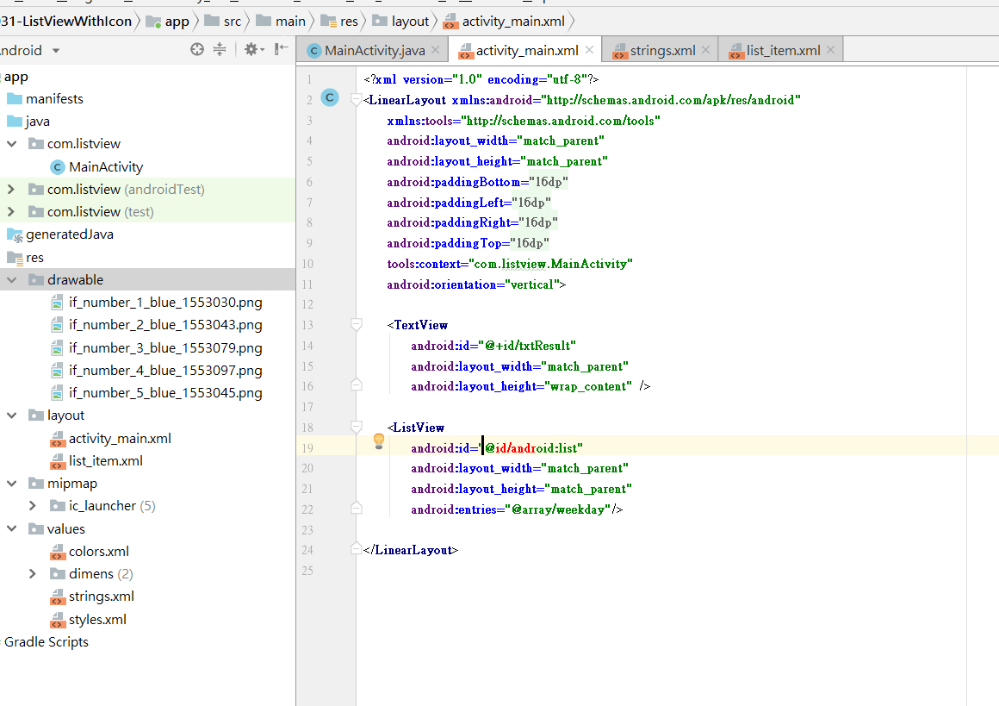 031-ListViewWithIcon app src main res layout activity_main.xml
ndroid
MainActivity.java activity_main.xml strings.xml list_item.xml
app
manifests
java
com.listview
MainActivity
com.listview (androidTest)
com.listview (test)
generatedJava
res
drawable
if_number_1_blue_1553030.png
if_number_2_blue_1553043.png
if_number_3_blue_1553079.png
if_number_4_blue_1553097.png
if_number_5_blue_1553045.png
layout
activity_main.xml
list_item.xml
mipmap
ic_launcher (5)
values
colors.xml
dimens (2)
strings.xml
styles.xml
Gradle Scripts
1 <?xml version="1.0" encoding="utf-8"?>
2 <LinearLayout xmlns:android="http://schemas.android.com/apk/res/android"
3 xmlns:tools="http://schemas.android.com/tools"
4 android:layout_width="match_parent"
5 android:layout_height="match_parent"
6 android:paddingBottom="16dp"
7 android:paddingLeft="16dp"
8 android:paddingRight="16dp"
9 android:paddingTop="16dp"
10 tools:context="com.listview.MainActivity"
11 android:orientation="vertical">
12
13 <TextView
14 android:id="@+id/txtResult"
15 android:layout_width="match_parent"
16 android:layout_height="wrap_content" />
17
18 <ListView
19 android:id="@id/android:list"
20 android:layout_width="match_parent"
21 android:layout_height="match_parent"
22 android:entries="@array/weekday"/>
23
24 </LinearLayout>
25